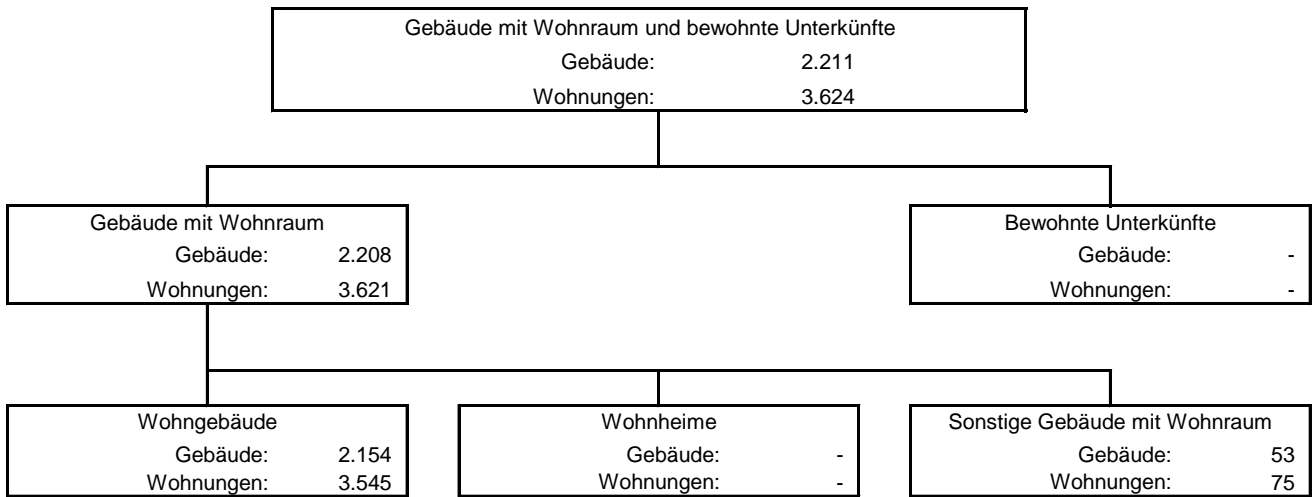 Gebäude mit Wohnraum und bewohnte Unterkünfte
Gebäude: 2.211
Wohnungen: 3.624
Gebäude mit Wohnraum
Gebäude: 2.208
Wohnungen: 3.621
Bewohnte Unterkünfte
Gebäude: -
Wohnungen: -
Wohngebäude
Gebäude: 2.154
Wohnungen: 3.545
Wohnheime
Gebäude: -
Wohnungen: -
Sonstige Gebäude mit Wohnraum
Gebäude: 53
Wohnungen: 75